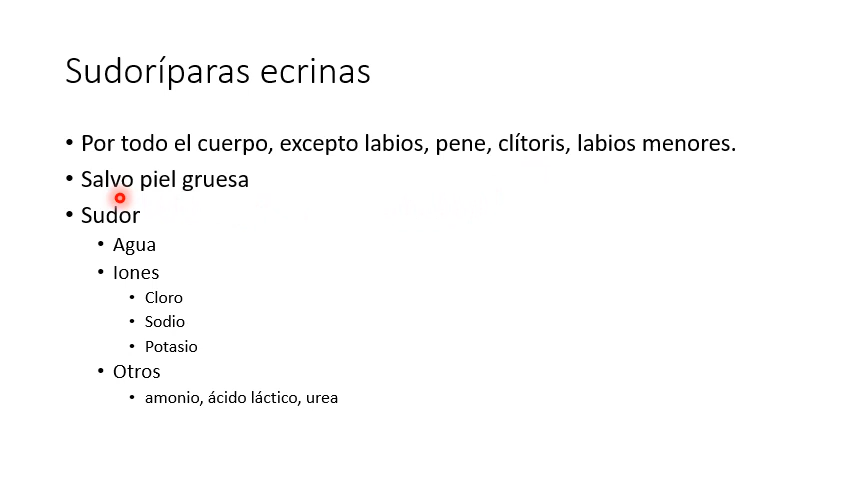 Sudoríparas ecrinas
• Por todo el cuerpo, excepto labios, pene, clítoris, labios menores.
• Salvo piel gruesa
• Sudor
• Agua
• Iones
• Cloro
• Sodio
• Potasio
• Otros
• amonio, ácido láctico, urea